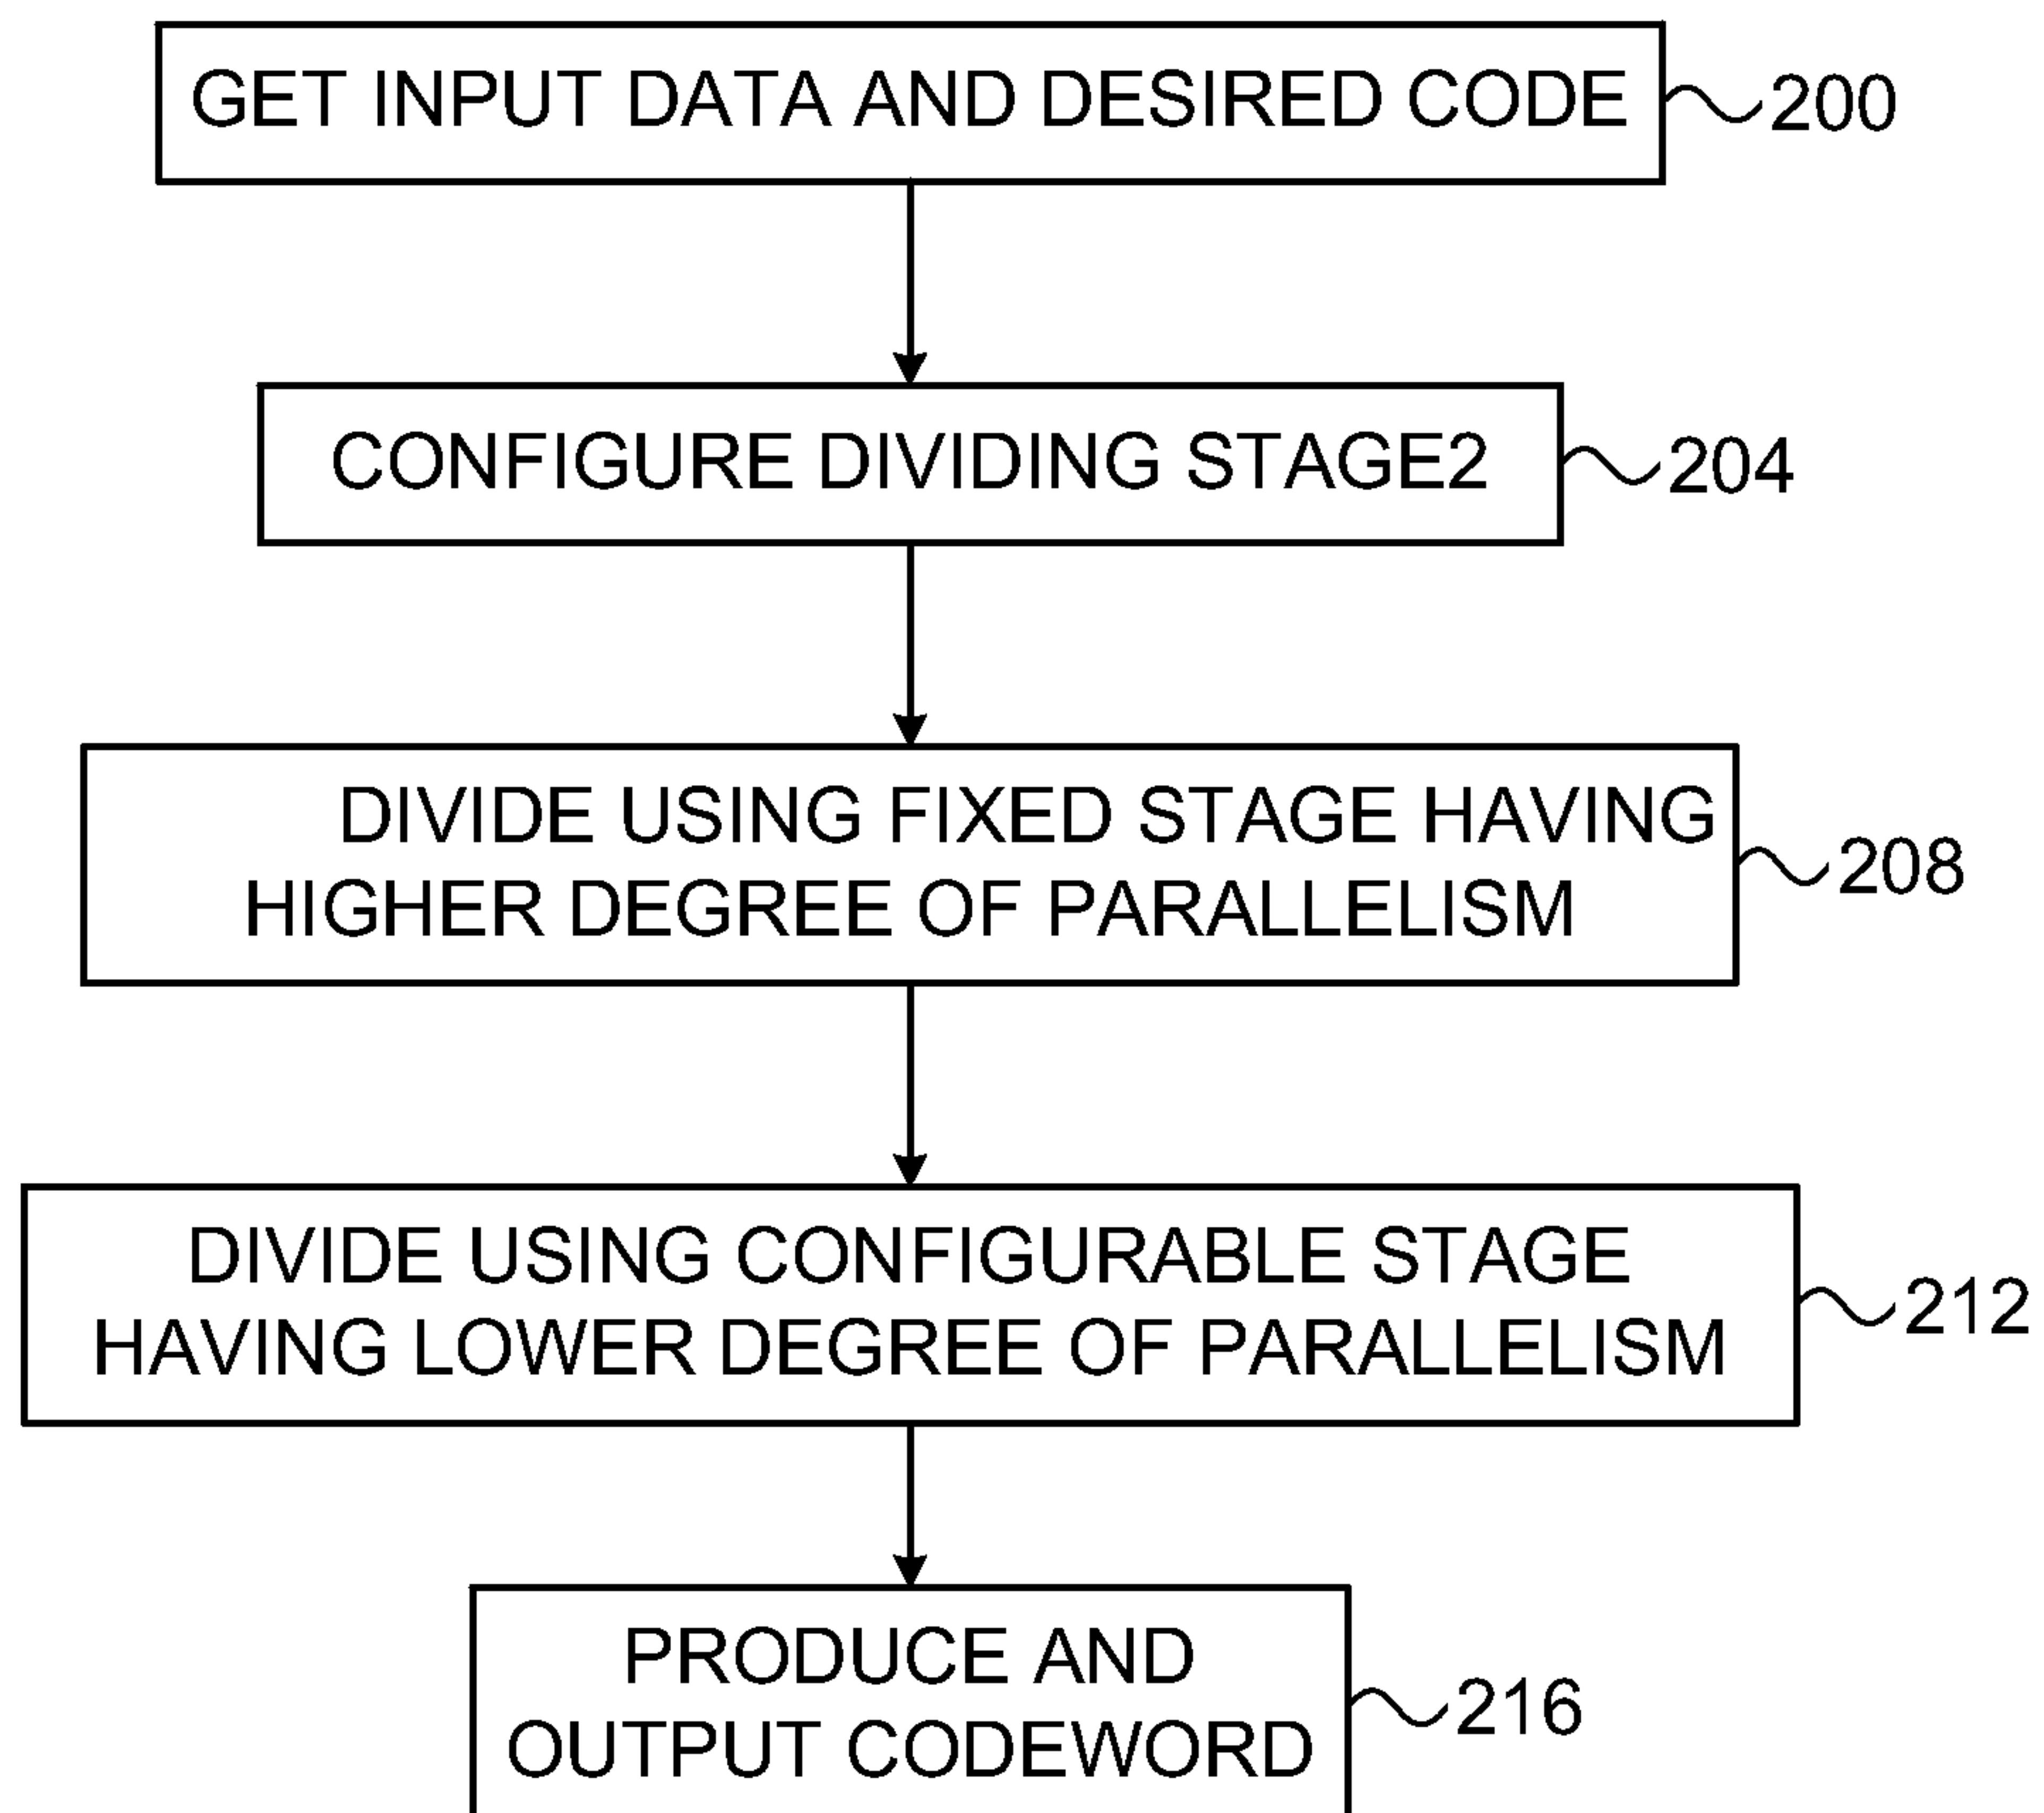 GET INPUT DATA AND DESIRED CODE
200
CONFIGURE DIVIDING STAGE2
204
DIVIDE USING FIXED STAGE HAVING
HIGHER DEGREE OF PARALLELISM
208
DIVIDE USING CONFIGURABLE STAGE
HAVING LOWER DEGREE OF PARALLELISM
212
PRODUCE AND
OUTPUT CODEWORD
216